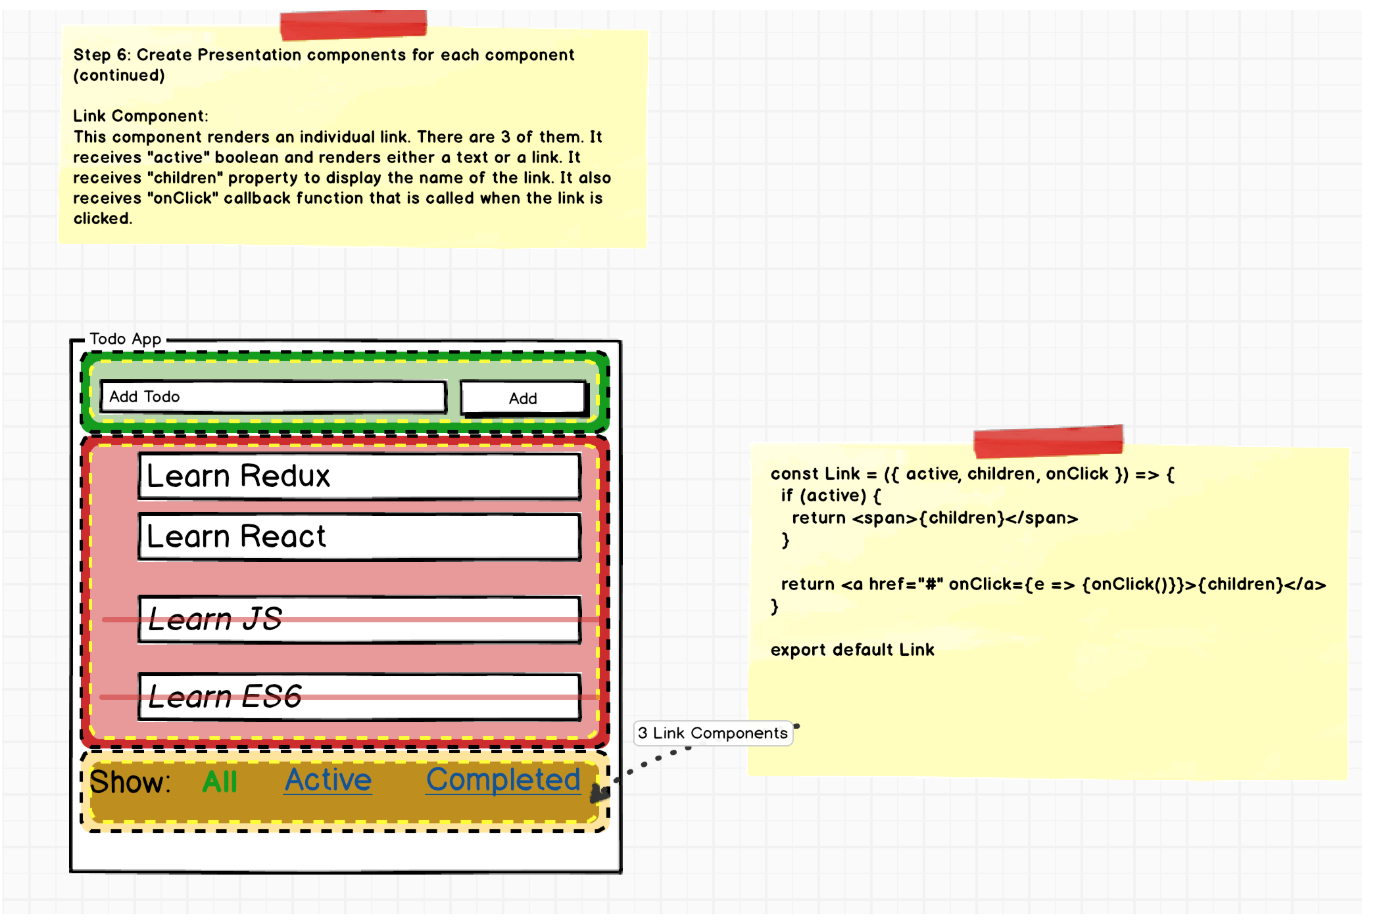 Step 6: Create Presentation components for each component
(continued)
Link Component:
This component renders an individual link. There are 3 of them. It
receives "active" boolean and renders either a text or a link. It
receives "children" property to display the name of the link. It also
receives "onClick" callback function that is called when the link is
clicked.
Todo App
Add Todo
Add
Learn Redux
Learn React
Learn JS
Learn ES6
Show: All Active Completed
3 Link Components
const Link = ({ active, children, onClick }) => {
if (active) {
return <span>{children}</span>
}
return <a href="#" onClick={e => {onClick()}}>{children}</a>
}
export default Link